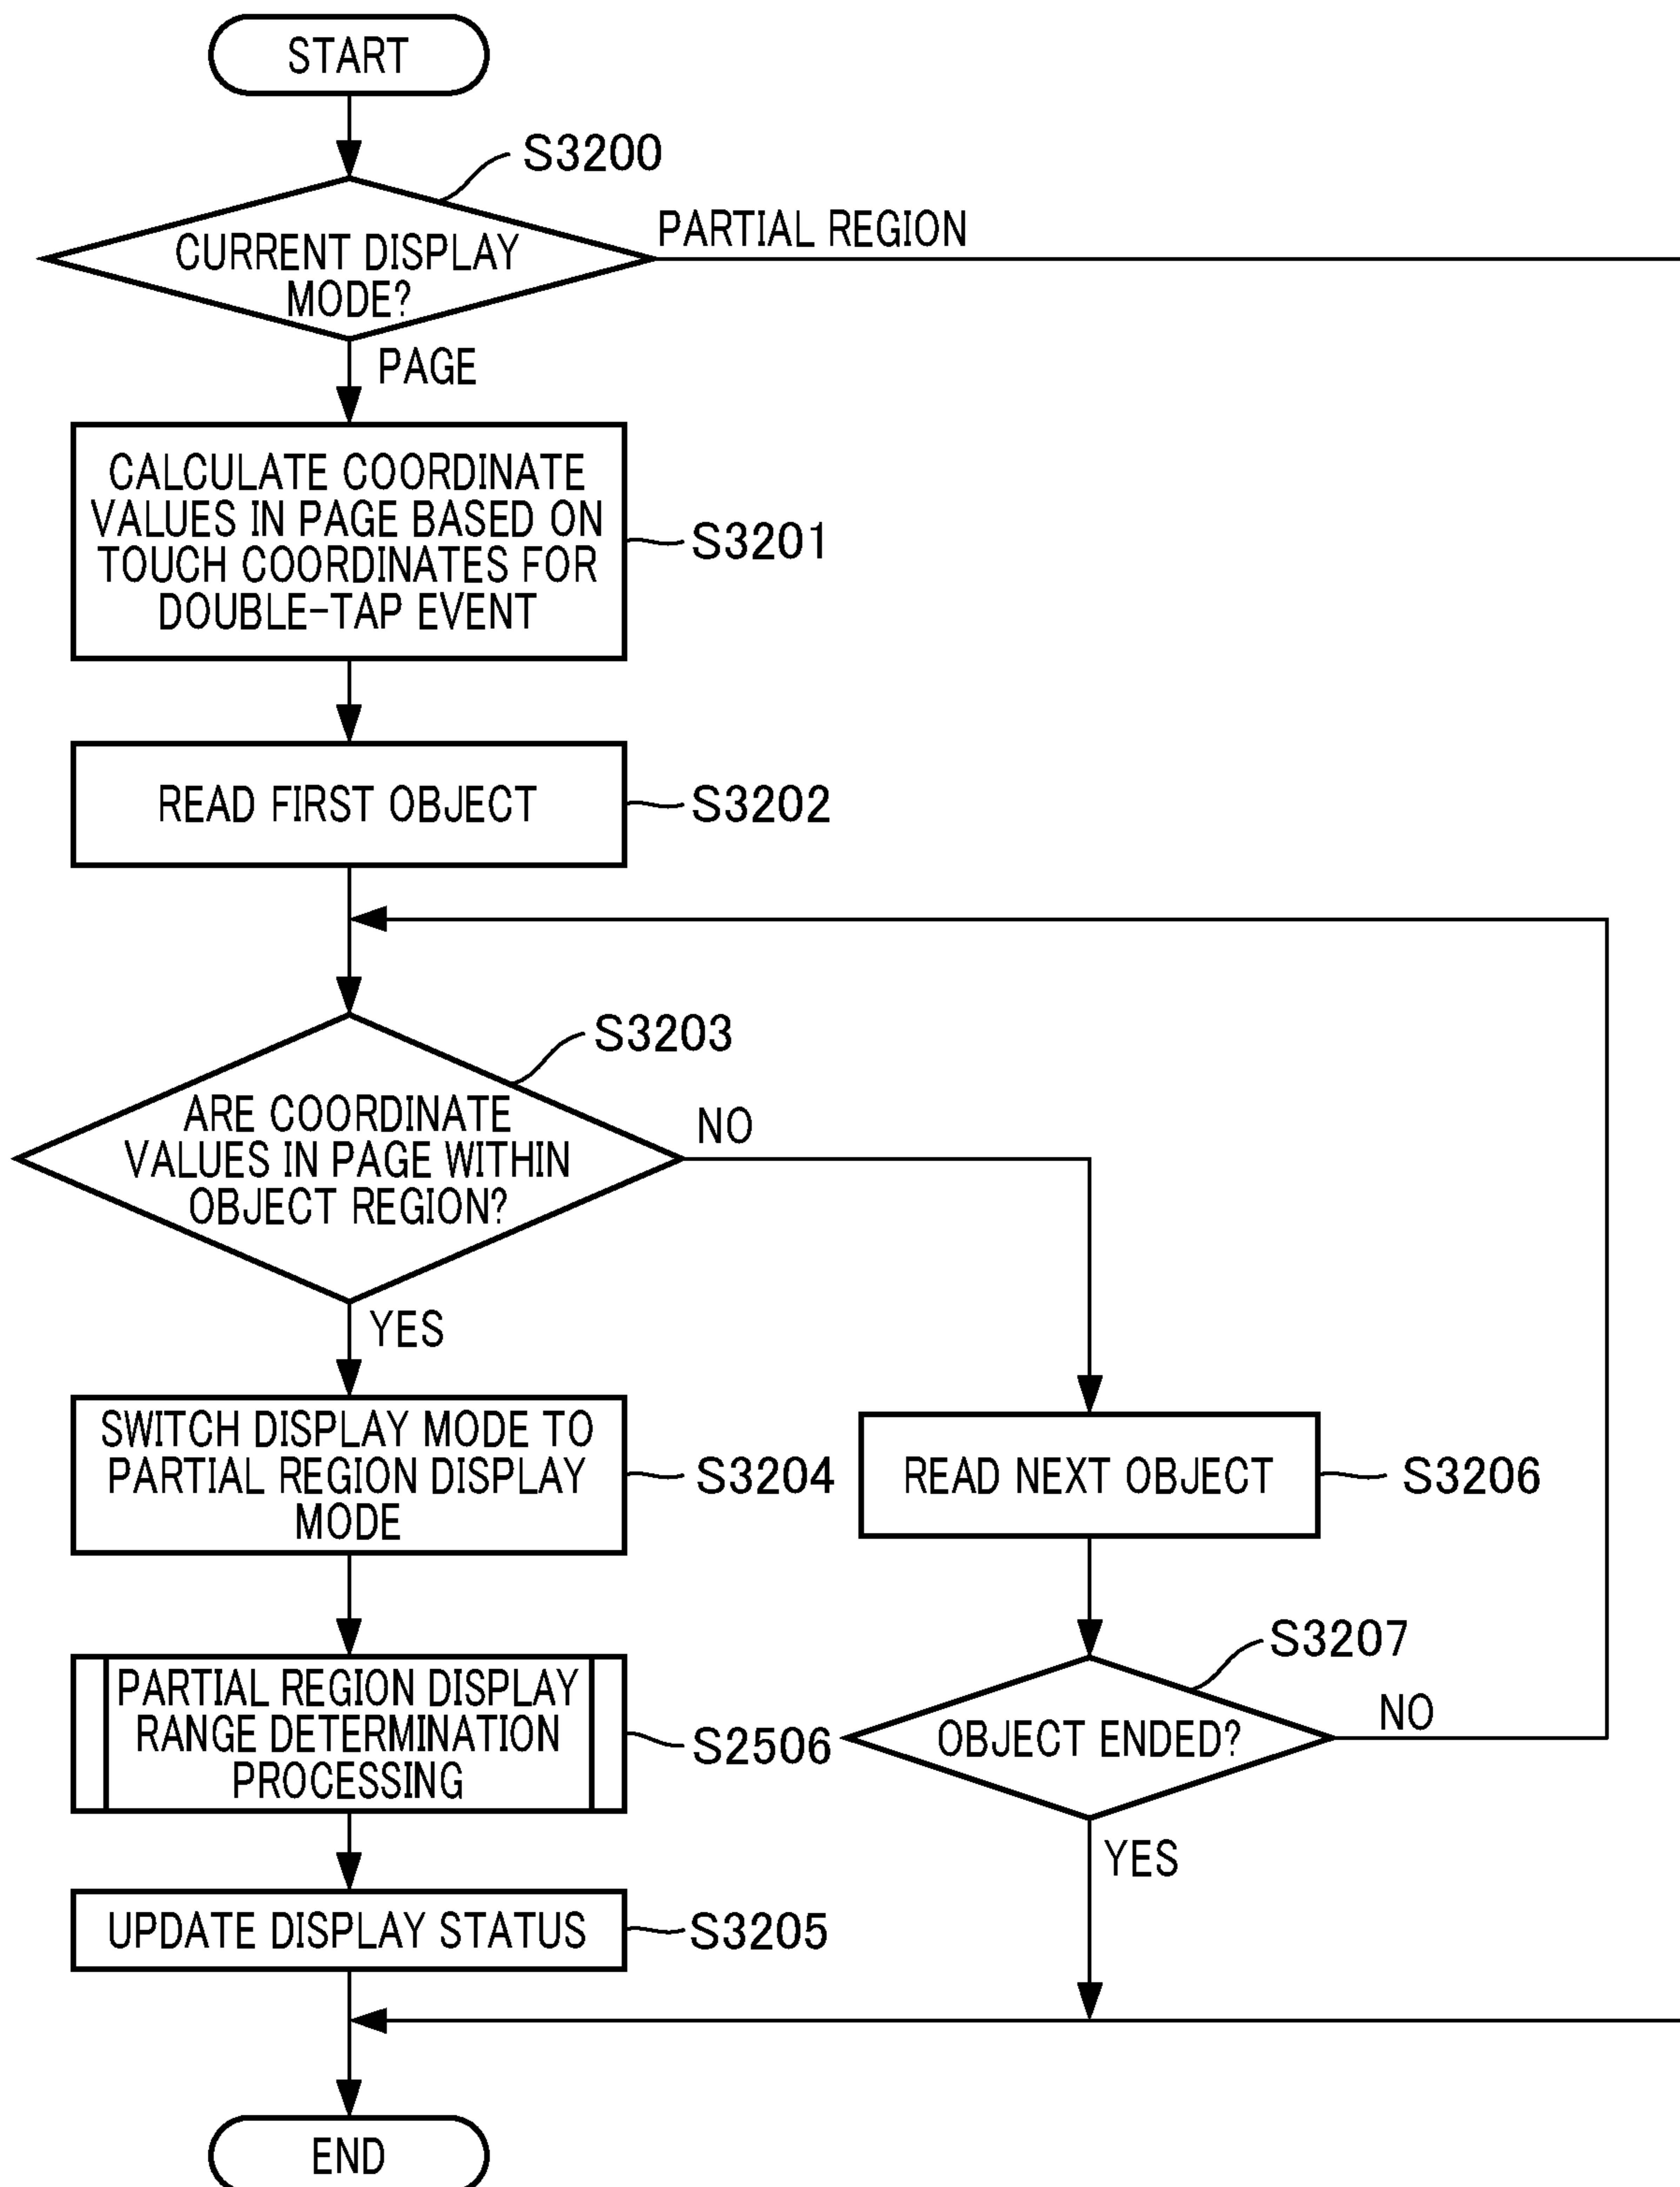 START
S3200
PARTIAL REGION
CURRENT DISPLAY
MODE?
PAGE
CALCULATE COORDINATE
VALUES IN PAGE BASED ON
TOUCH COORDINATES FOR
DOUBLE-TAP EVENT
S3201
READ FIRST OBJECT
S3202
S3203
ARE COORDINATE
VALUES IN PAGE WITHIN
OBJECT REGION?
NO
YES
SWITCH DISPLAY MODE TO
PARTIAL REGION DISPLAY
MODE
S3204
READ NEXT OBJECT
S3206
PARTIAL REGION DISPLAY
RANGE DETERMINATION
PROCESSING
S2506
S3207
OBJECT ENDED?
NO
YES
UPDATE DISPLAY STATUS
S3205
END